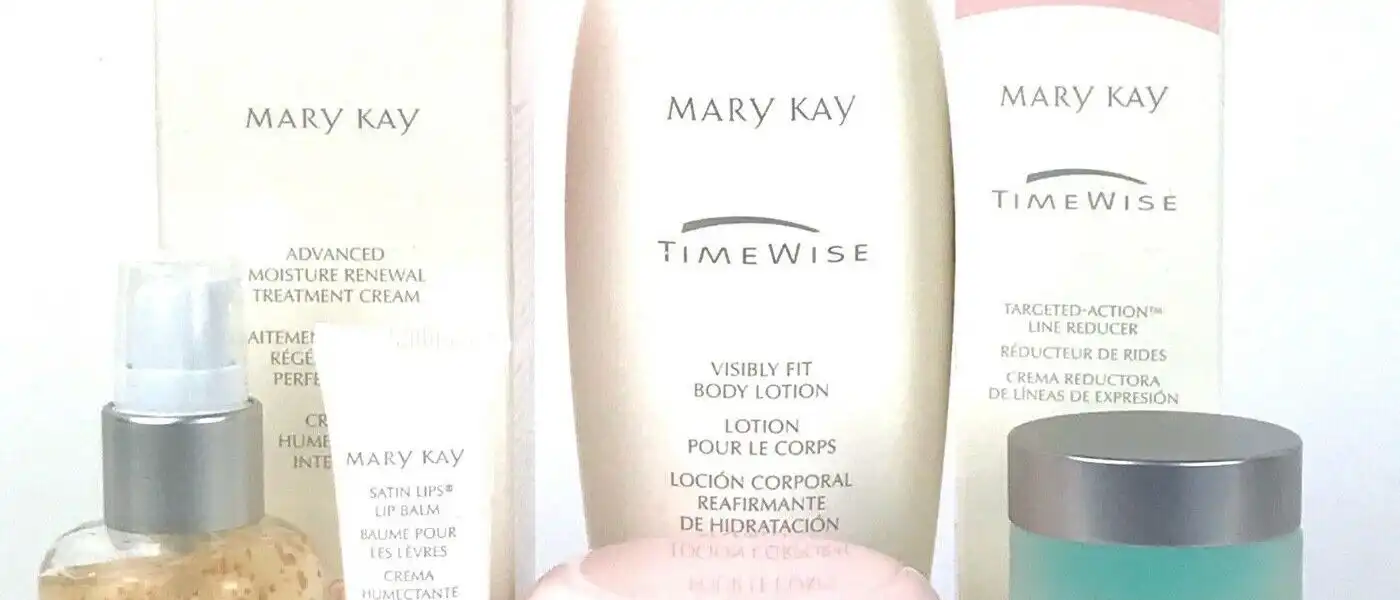 MARY KAY
ADVANCED
MOISTURE RENEWAL
TREATMENT CREAM
MARY KAY
SATIN LIPS®
LIP BALM
BAUME POUR
LES LÈVRES
CREMA
HUMECTANTE
MARY KAY
TIMEWISE
VISIBLY FIT
BODY LOTION
LOTION
POUR LE CORPS
LOCIÓN CORPORAL
REAFIRMANTE
DE HIDRATACIÓN
MARY KAY
TIMEWISE
TARGETED-ACTION™
LINE REDUCER
RÉDUCTEUR DE RIDES
CREMA REDUCTORA
DE LÍNEAS DE EXPRESIÓN